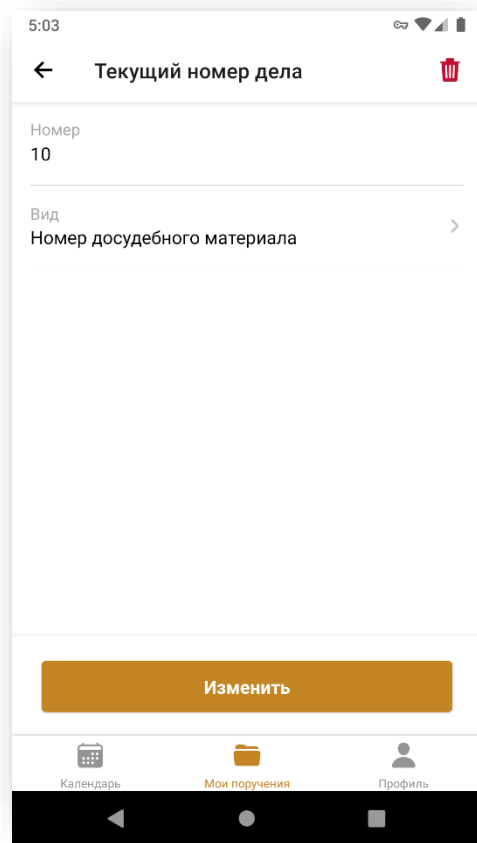 5:03
Текущий номер дела
Номер
10
Вид
Номер досудебного материала
Изменить
Календарь Мои поручения Профиль